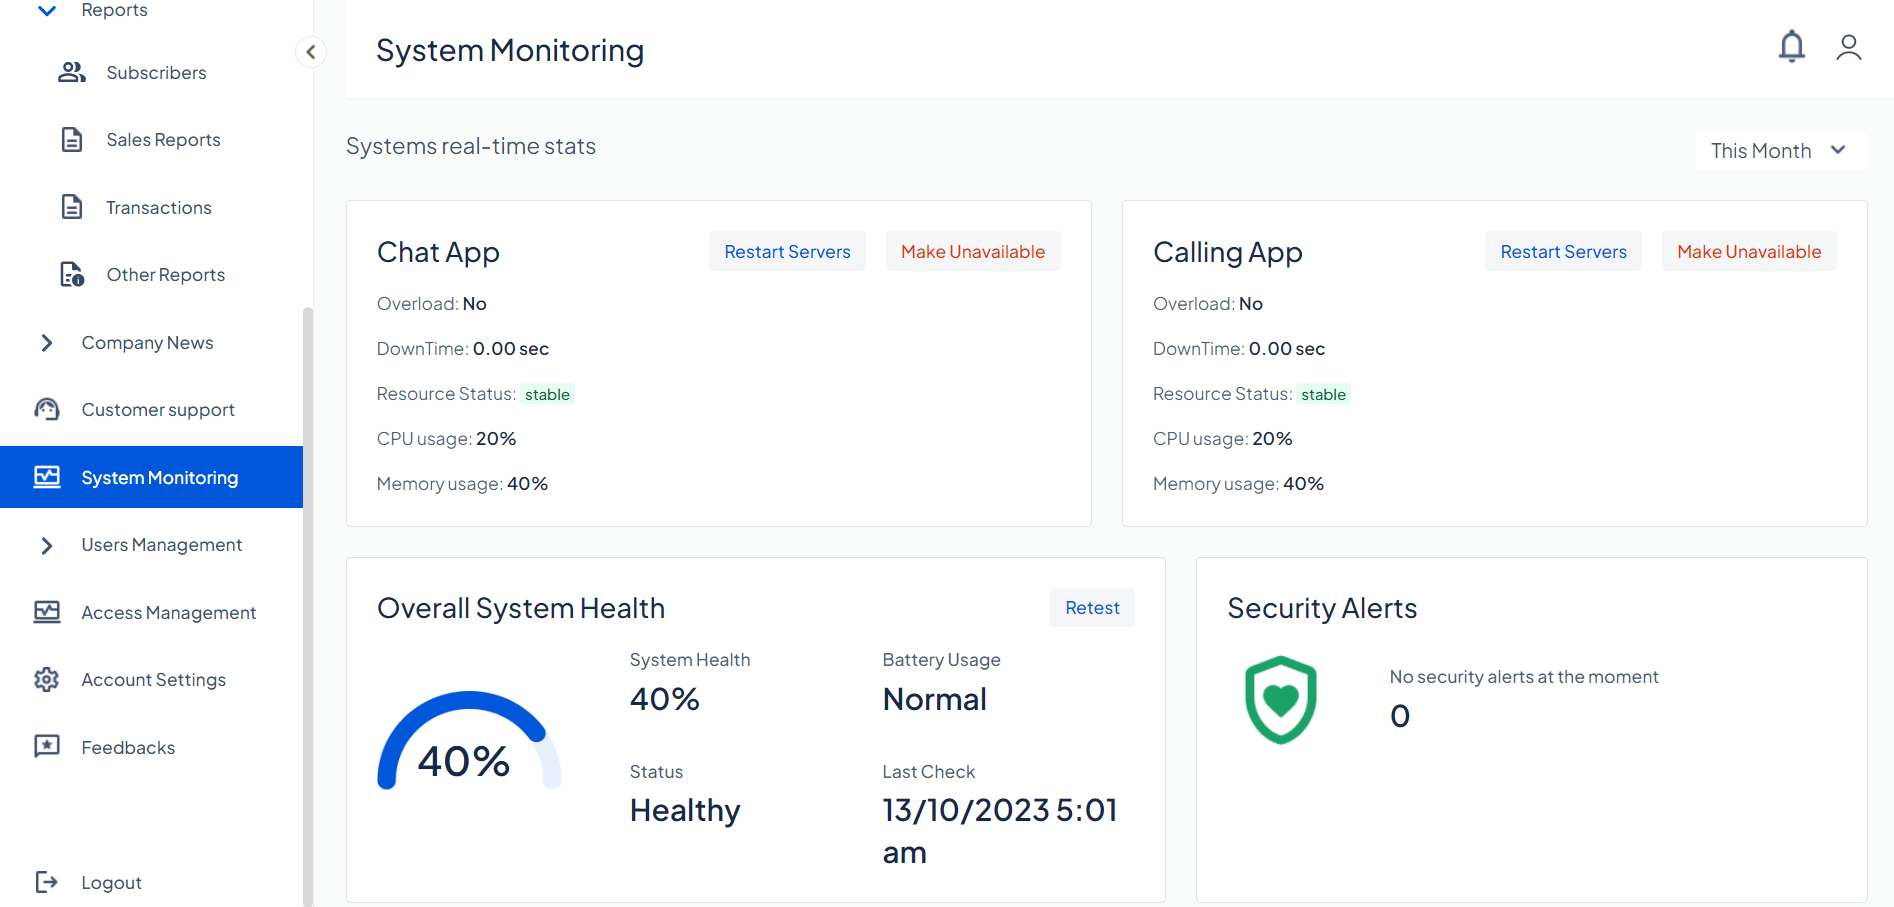 Reports
Subscribers
Sales Reports
Transactions
Other Reports
Company News
Customer support
System Monitoring
Users Management
Access Management
Account Settings
Feedbacks
Logout
System Monitoring
Systems real-time stats
This Month
Chat App
Restart Servers
Make Unavailable
Overload: No
DownTime: 0.00 sec
Resource Status: stable
CPU usage: 20%
Memory usage: 40%
Calling App
Restart Servers
Make Unavailable
Overload: No
DownTime: 0.00 sec
Resource Status: stable
CPU usage: 20%
Memory usage: 40%
Overall System Health
Retest
40%
System Health
40%
Battery Usage
Normal
Status
Healthy
Last Check
13/10/2023 5:01
am
Security Alerts
No security alerts at the moment
0